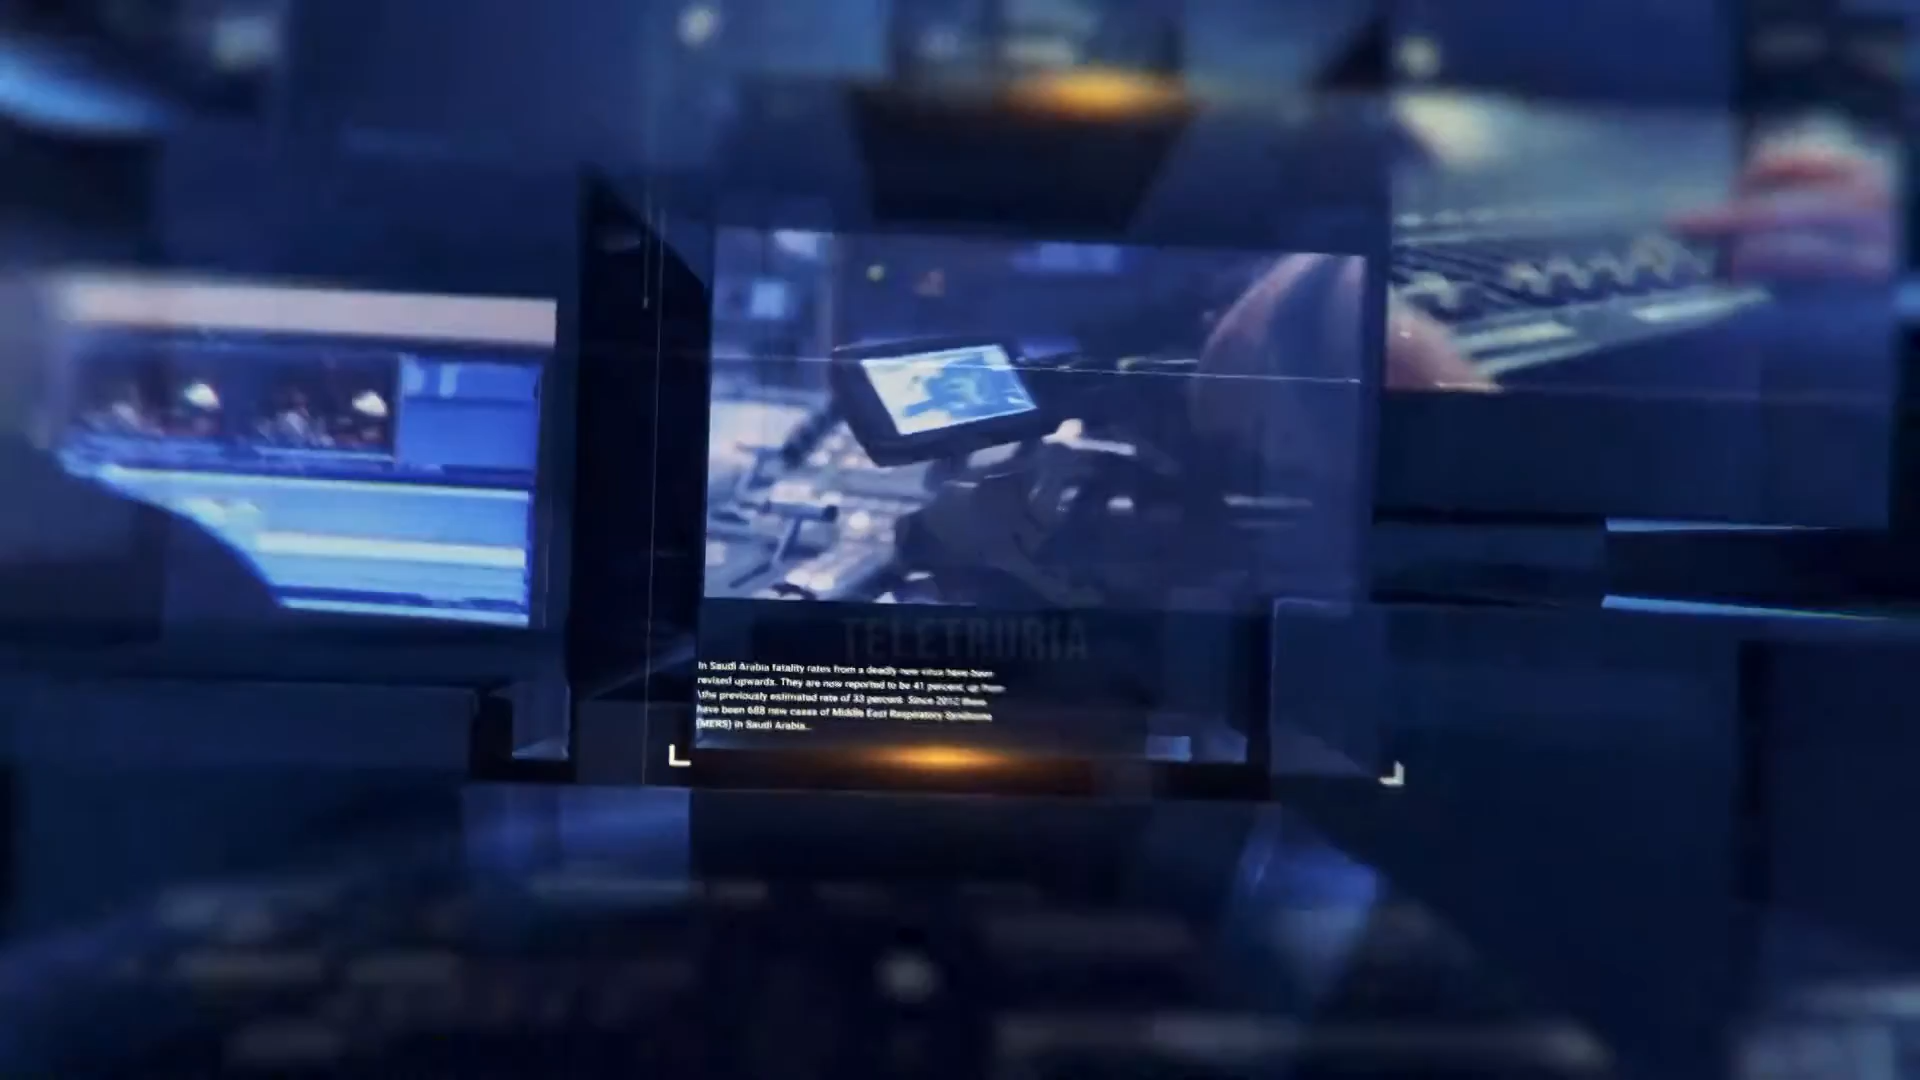 TELETRURIA
In Saudi Arabia fatality rates from a deadly new virus have been
revised upwards. They are now reported to be 41 percent, up from
\the previously estimated rate of 33 percent. Since 2012 there
have been 688 new cases of Middle East Respiratory Syndrome
(MERS) in Saudi Arabia...